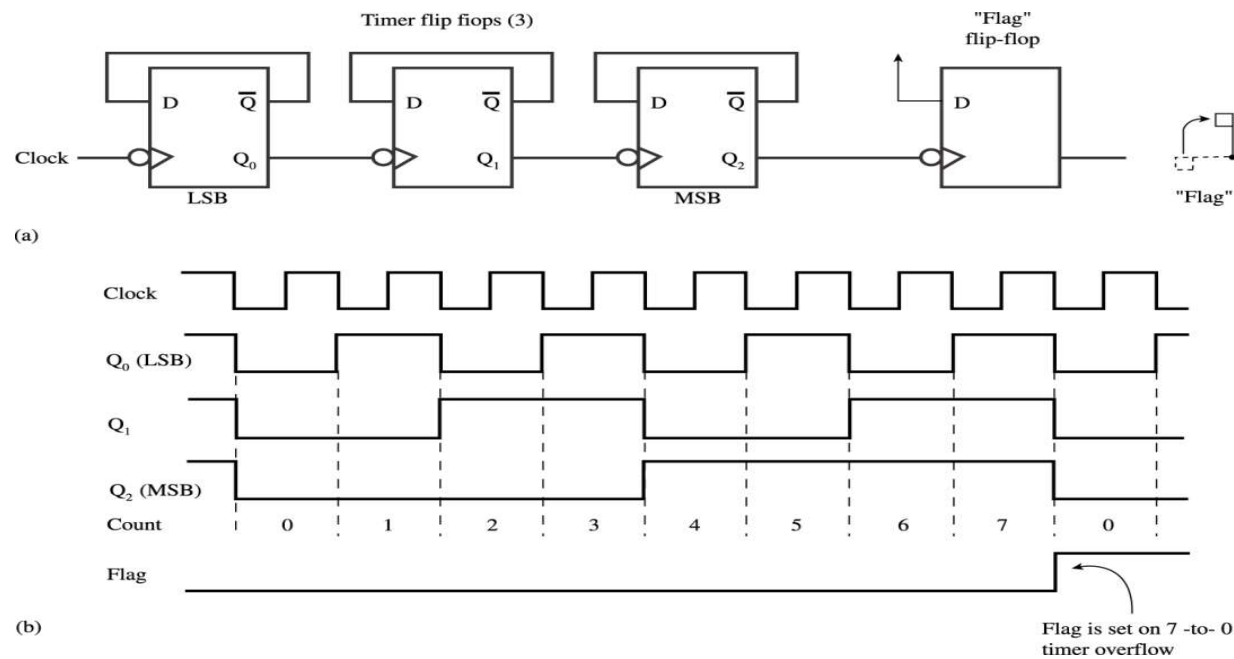 Timer flip fiops (3)
"Flag"
flip-flop
D Q̅ D Q̅ D Q̅ D
Clock Q₀ Q₁ Q₂
LSB MSB "Flag"
(a)
Clock
Q₀ (LSB)
Q₁
Q₂ (MSB)
Count 0 1 2 3 4 5 6 7 0
Flag
(b)
Flag is set on 7 -to- 0
timer overflow